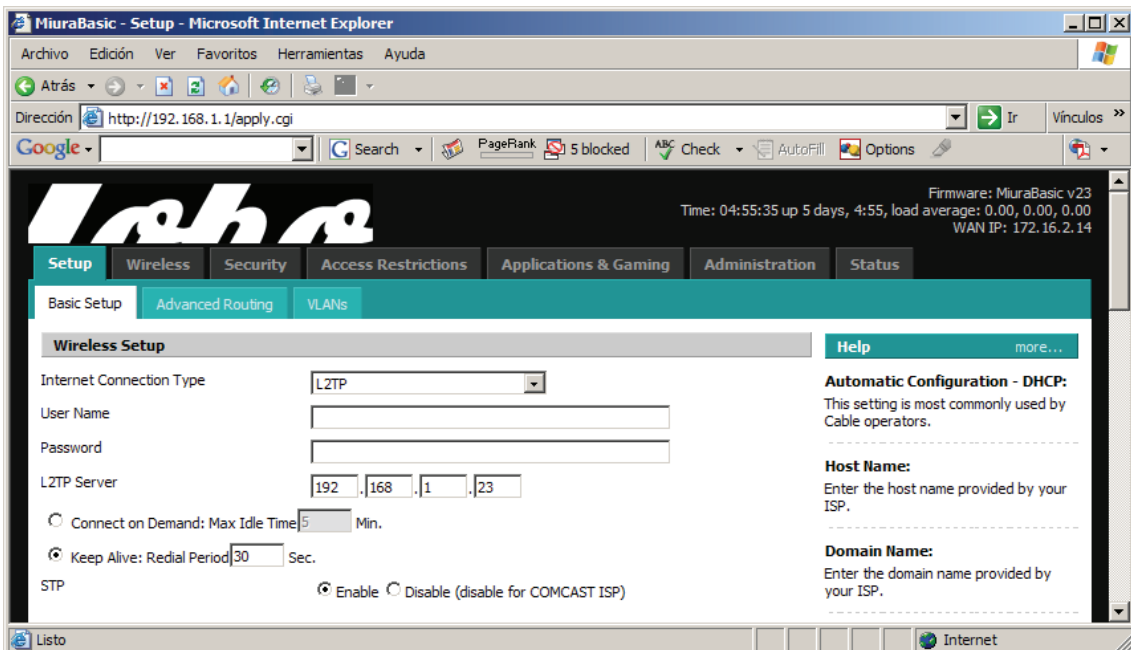 MiuraBasic - Setup - Microsoft Internet Explorer
Archivo Edición Ver Favoritos Herramientas Ayuda
Atrás
Dirección http://192.168.1.1/apply.cgi Ir Vínculos »
Google Search PageRank 5 blocked ABC Check AutoFill Options
Firmware: MiuraBasic v23
Time: 04:55:35 up 5 days, 4:55, load average: 0.00, 0.00, 0.00
WAN IP: 172.16.2.14
Setup Wireless Security Access Restrictions Applications & Gaming Administration Status
Basic Setup Advanced Routing VLANs
Wireless Setup
Internet Connection Type L2TP
User Name
Password
L2TP Server 192 . 168 . 1 . 23
Connect on Demand: Max Idle Time 5 Min.
Keep Alive: Redial Period 30 Sec.
STP Enable Disable (disable for COMCAST ISP)
Help more...
Automatic Configuration - DHCP:
This setting is most commonly used by
Cable operators.
Host Name:
Enter the host name provided by your
ISP.
Domain Name:
Enter the domain name provided by
your ISP.
Listo Internet